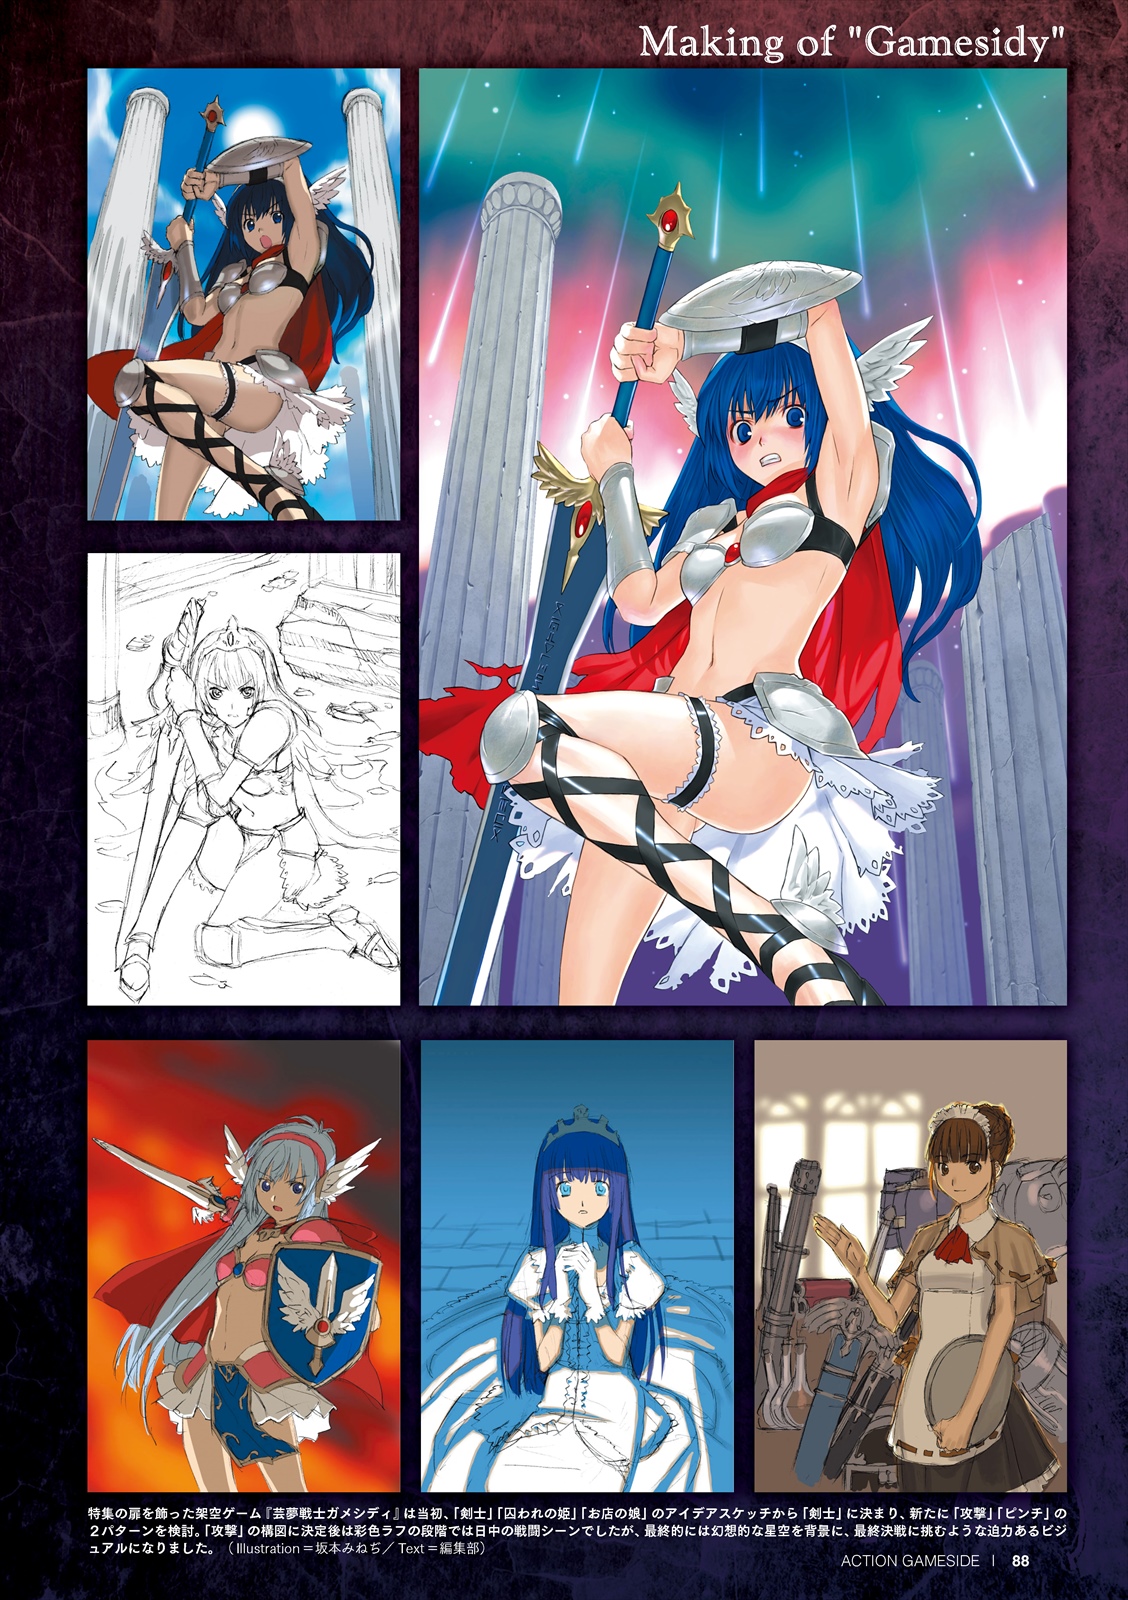 Making of "Gamesidy"
特集の扉を飾った架空ゲーム『芸夢戦士ガメシディ』は当初、「剣士」「囚われの姫」「お店の娘」のアイデアスケッチから「剣士」に決まり、新たに「攻撃」「ピンチ」の
２パターンを検討。「攻撃」の構図に決定後は彩色ラフの段階では日中の戦闘シーンでしたが、最終的には幻想的な星空を背景に、最終決戦に挑むような迫力あるビジ
ュアルになりました。（Illustration＝坂本みねぢ／Text＝編集部）
ACTION GAMESIDE | 88